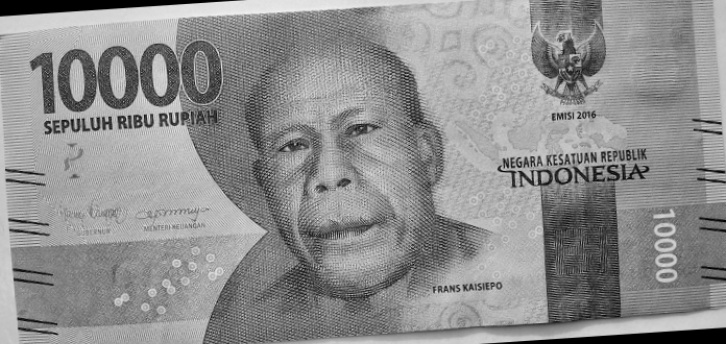 10000
SEPULUH RIBU RUPIAH
GUBERNUR
MENTERI KEUANGAN
FRANS KAISIEPO
EMISI 2016
NEGARA KESATUAN REPUBLIK
INDONESIA
10000